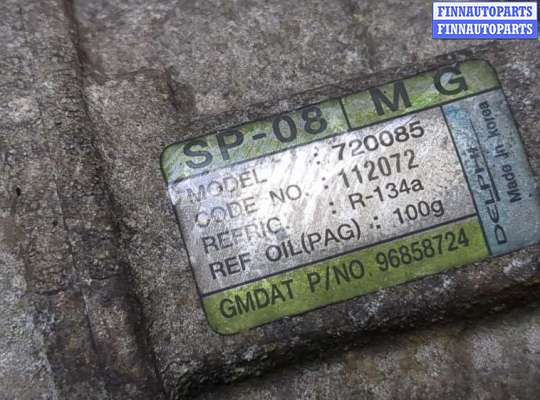 FINNAUTOPARTS
FINNAUTOPARTS
SP-08 M G
MODEL : 720085
CODE NO. : 112072
REFRIG. : R-134a
REF OIL(PAG) : 100g
GMDAT P/NO. 96858724
DELPHI
Made in Korea